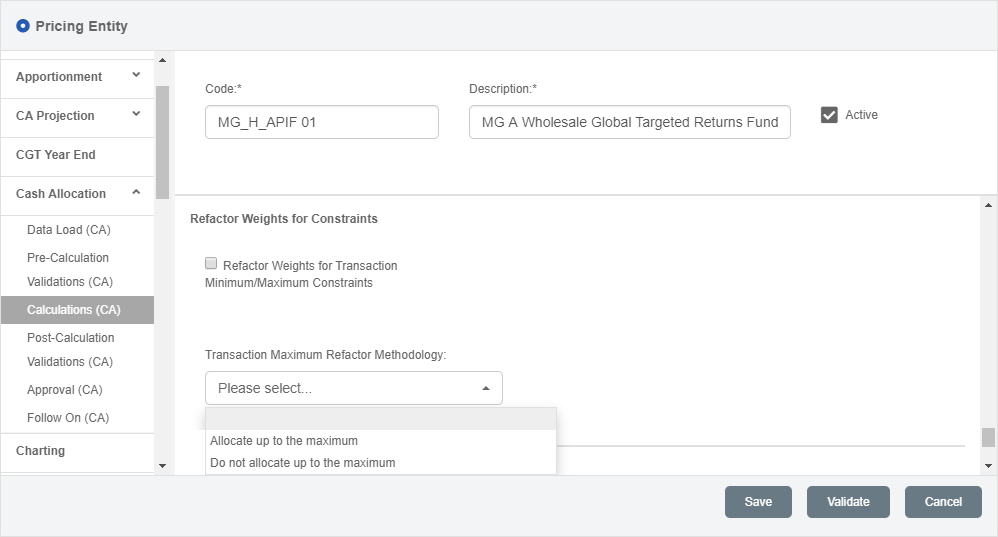 Pricing Entity
Apportionment
CA Projection
CGT Year End
Cash Allocation
Data Load (CA)
Pre-Calculation
Validations (CA)
Calculations (CA)
Post-Calculation
Validations (CA)
Approval (CA)
Follow On (CA)
Charting
Code:*
MG_H_APIF 01
Description:*
MG A Wholesale Global Targeted Returns Fund
Active
Refactor Weights for Constraints
Refactor Weights for Transaction
Minimum/Maximum Constraints
Transaction Maximum Refactor Methodology:
Please select...
Allocate up to the maximum
Do not allocate up to the maximum
Save
Validate
Cancel